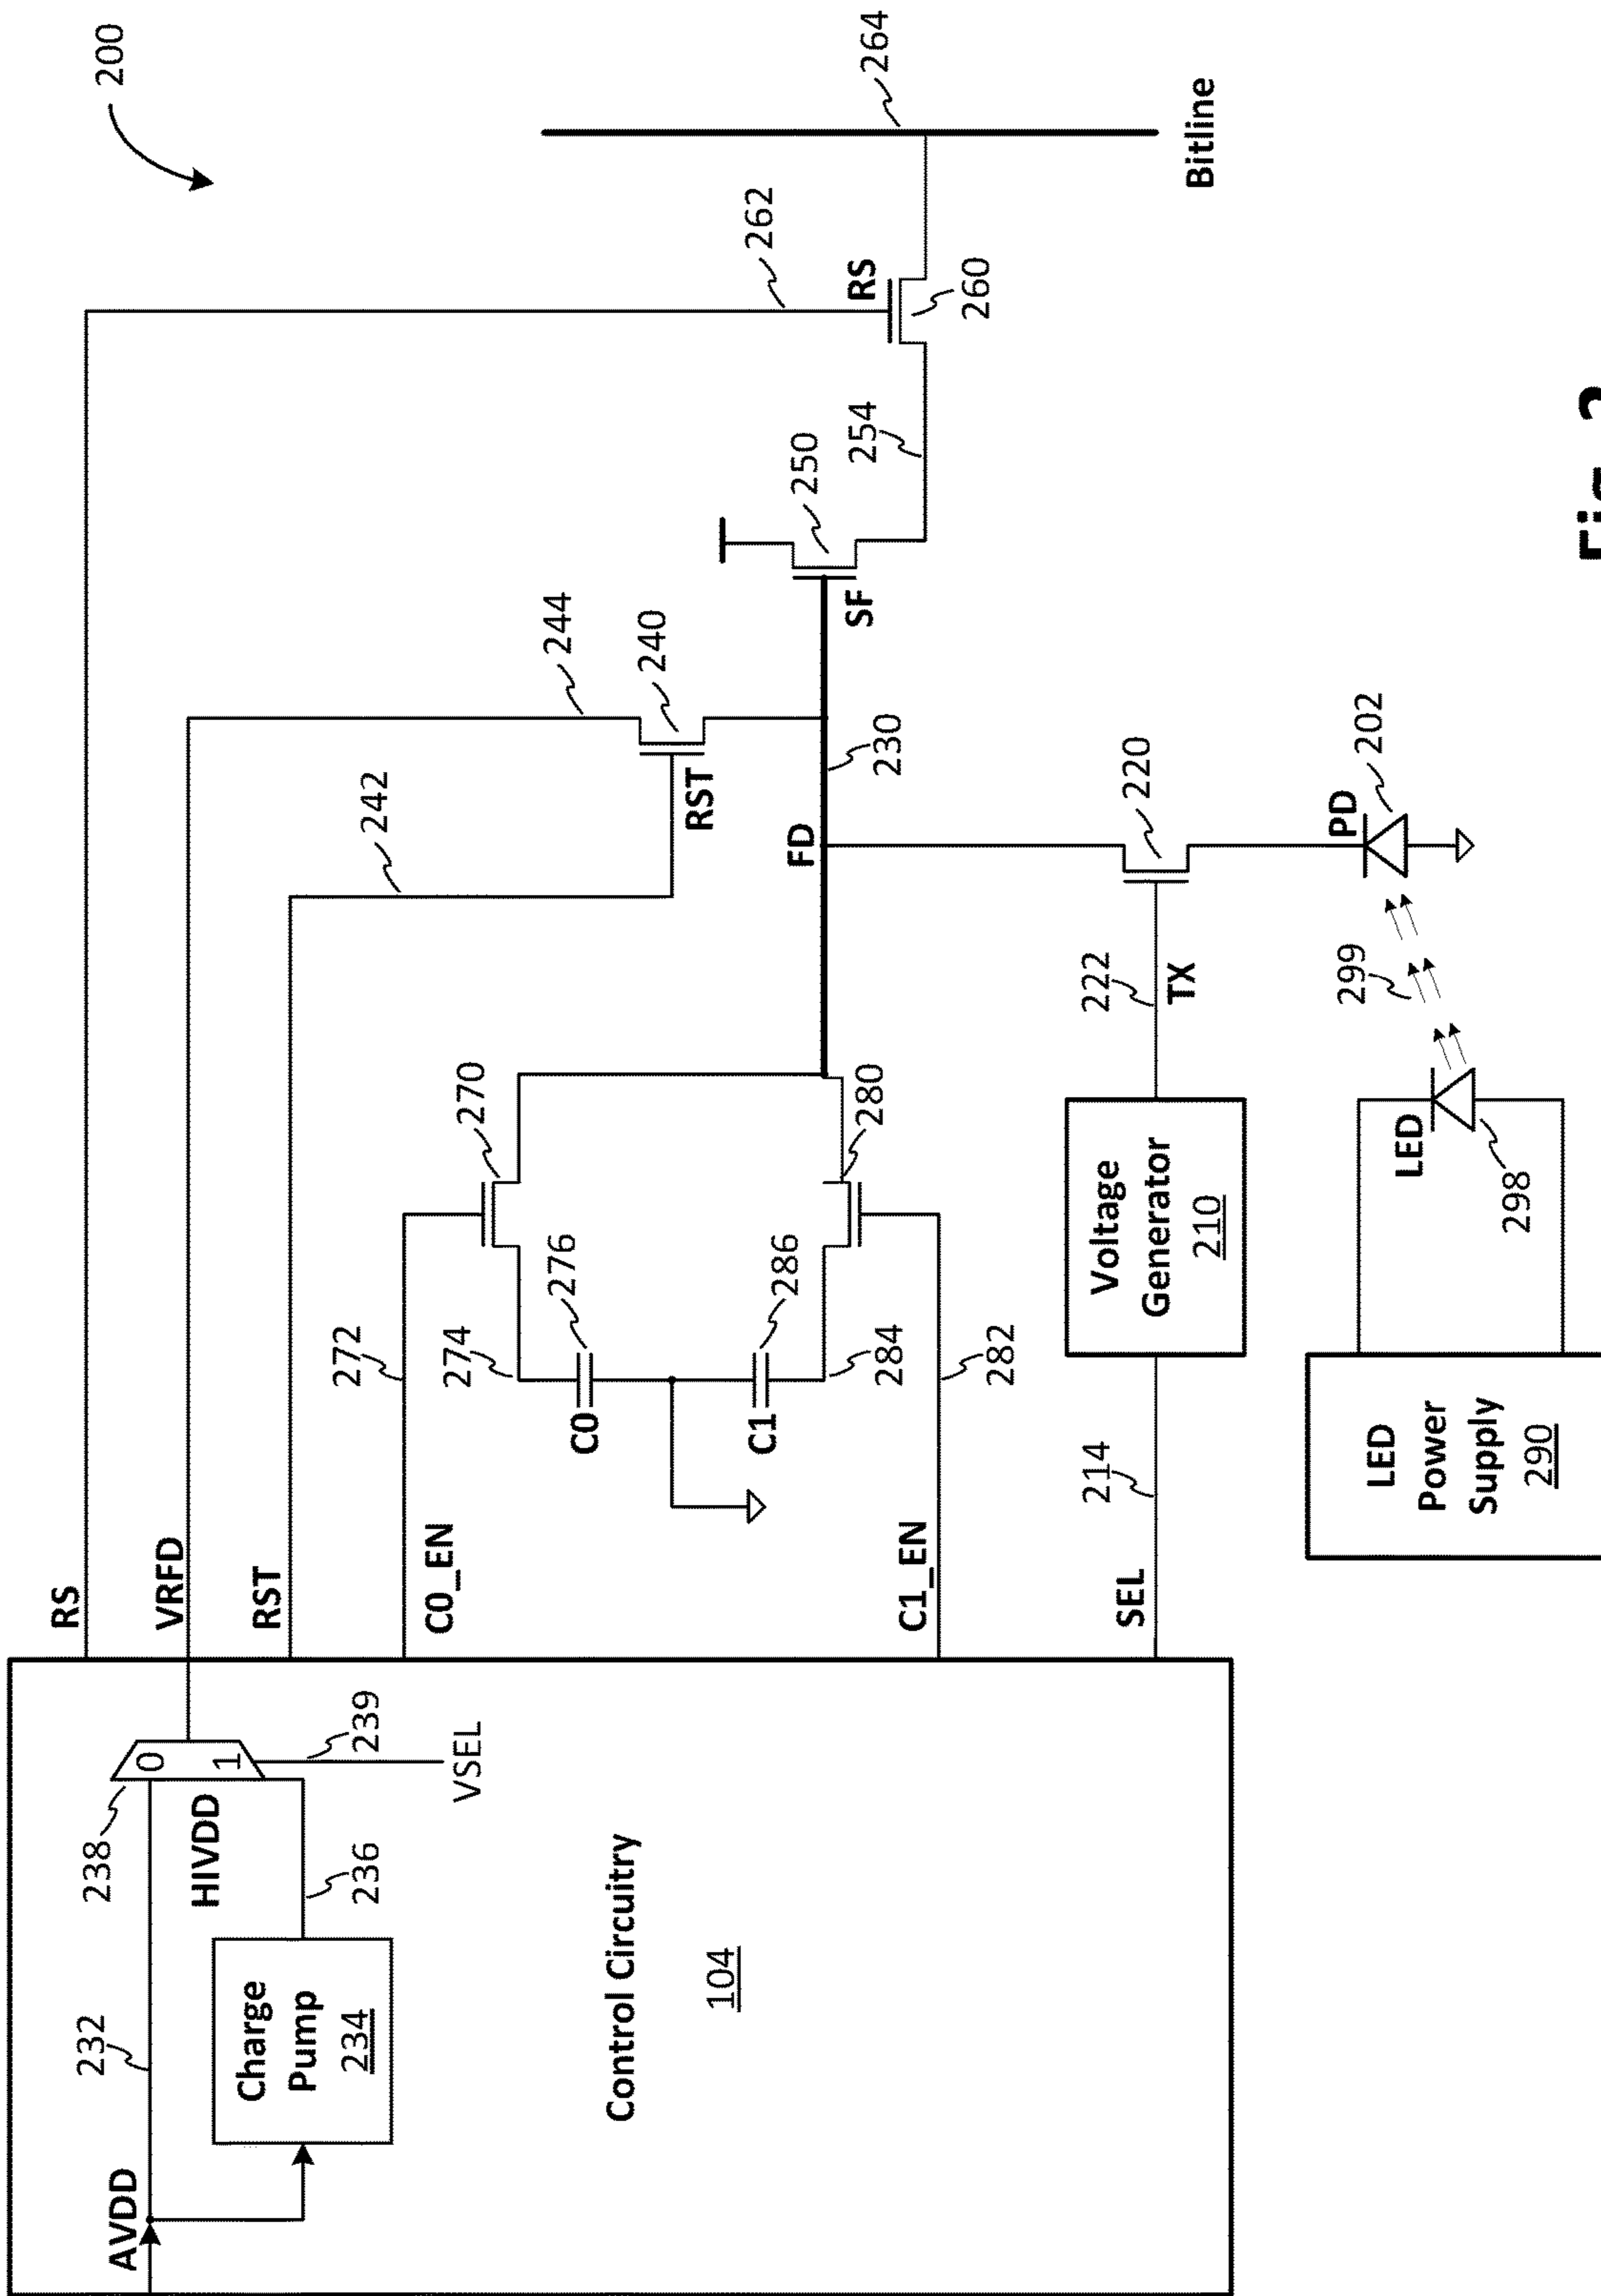 200
RS
262
264
Bitline
RS
260
254
250
SF
VRFD
244
240
RST
242
RST
FD
230
220
PD
202
TX
222
299
LED
298
C0_EN
272
270
274
276
C0
C1
286
284
280
282
C1_EN
SEL
214
Voltage
Generator
210
LED
Power
Supply
290
AVDD
232
238
0
1
HIVDD
236
239
VSEL
Charge
Pump
234
Control Circuitry
104